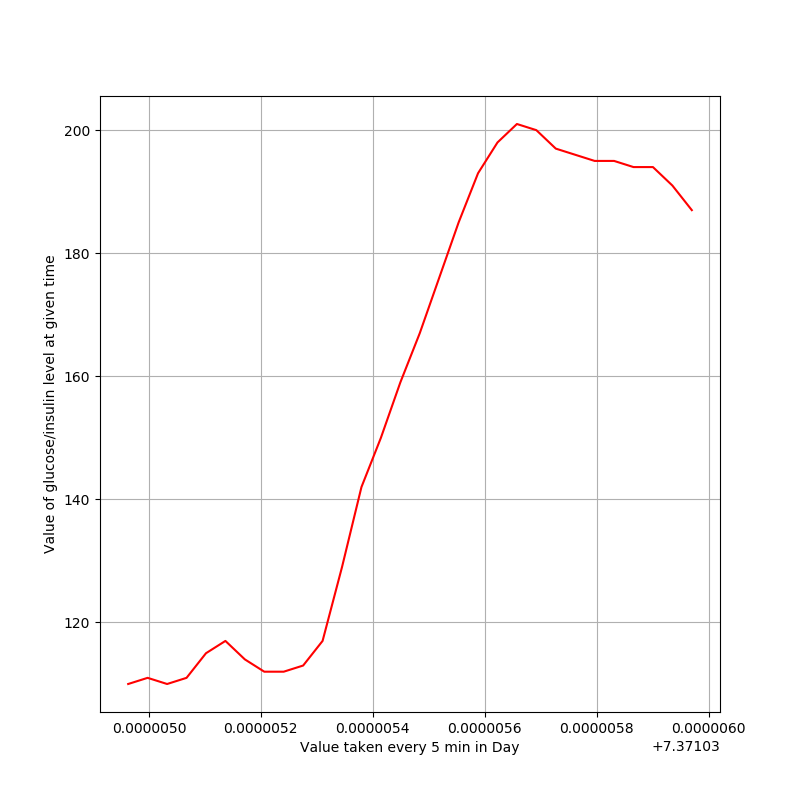 200
180
160
140
120
Value of glucose/insulin level at given time
0.0000050 0.0000052 0.0000054 0.0000056 0.0000058 0.0000060
+7.37103
Value taken every 5 min in Day